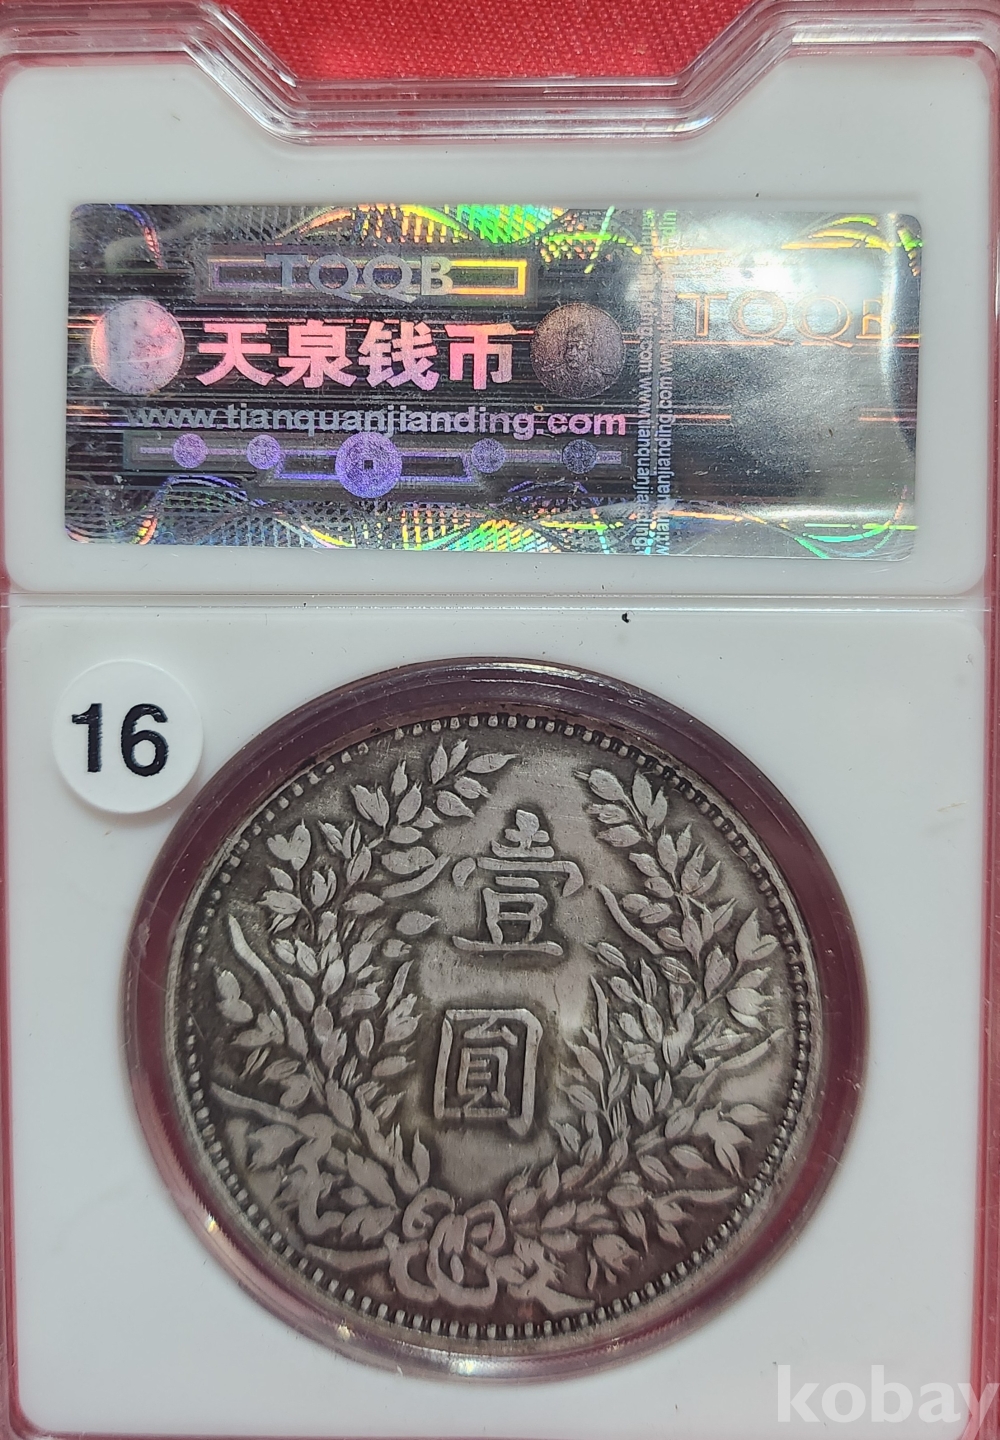 TQQB
天泉钱币
www.tianquanjianding.com
TQQB
16
壹
圓
kobay